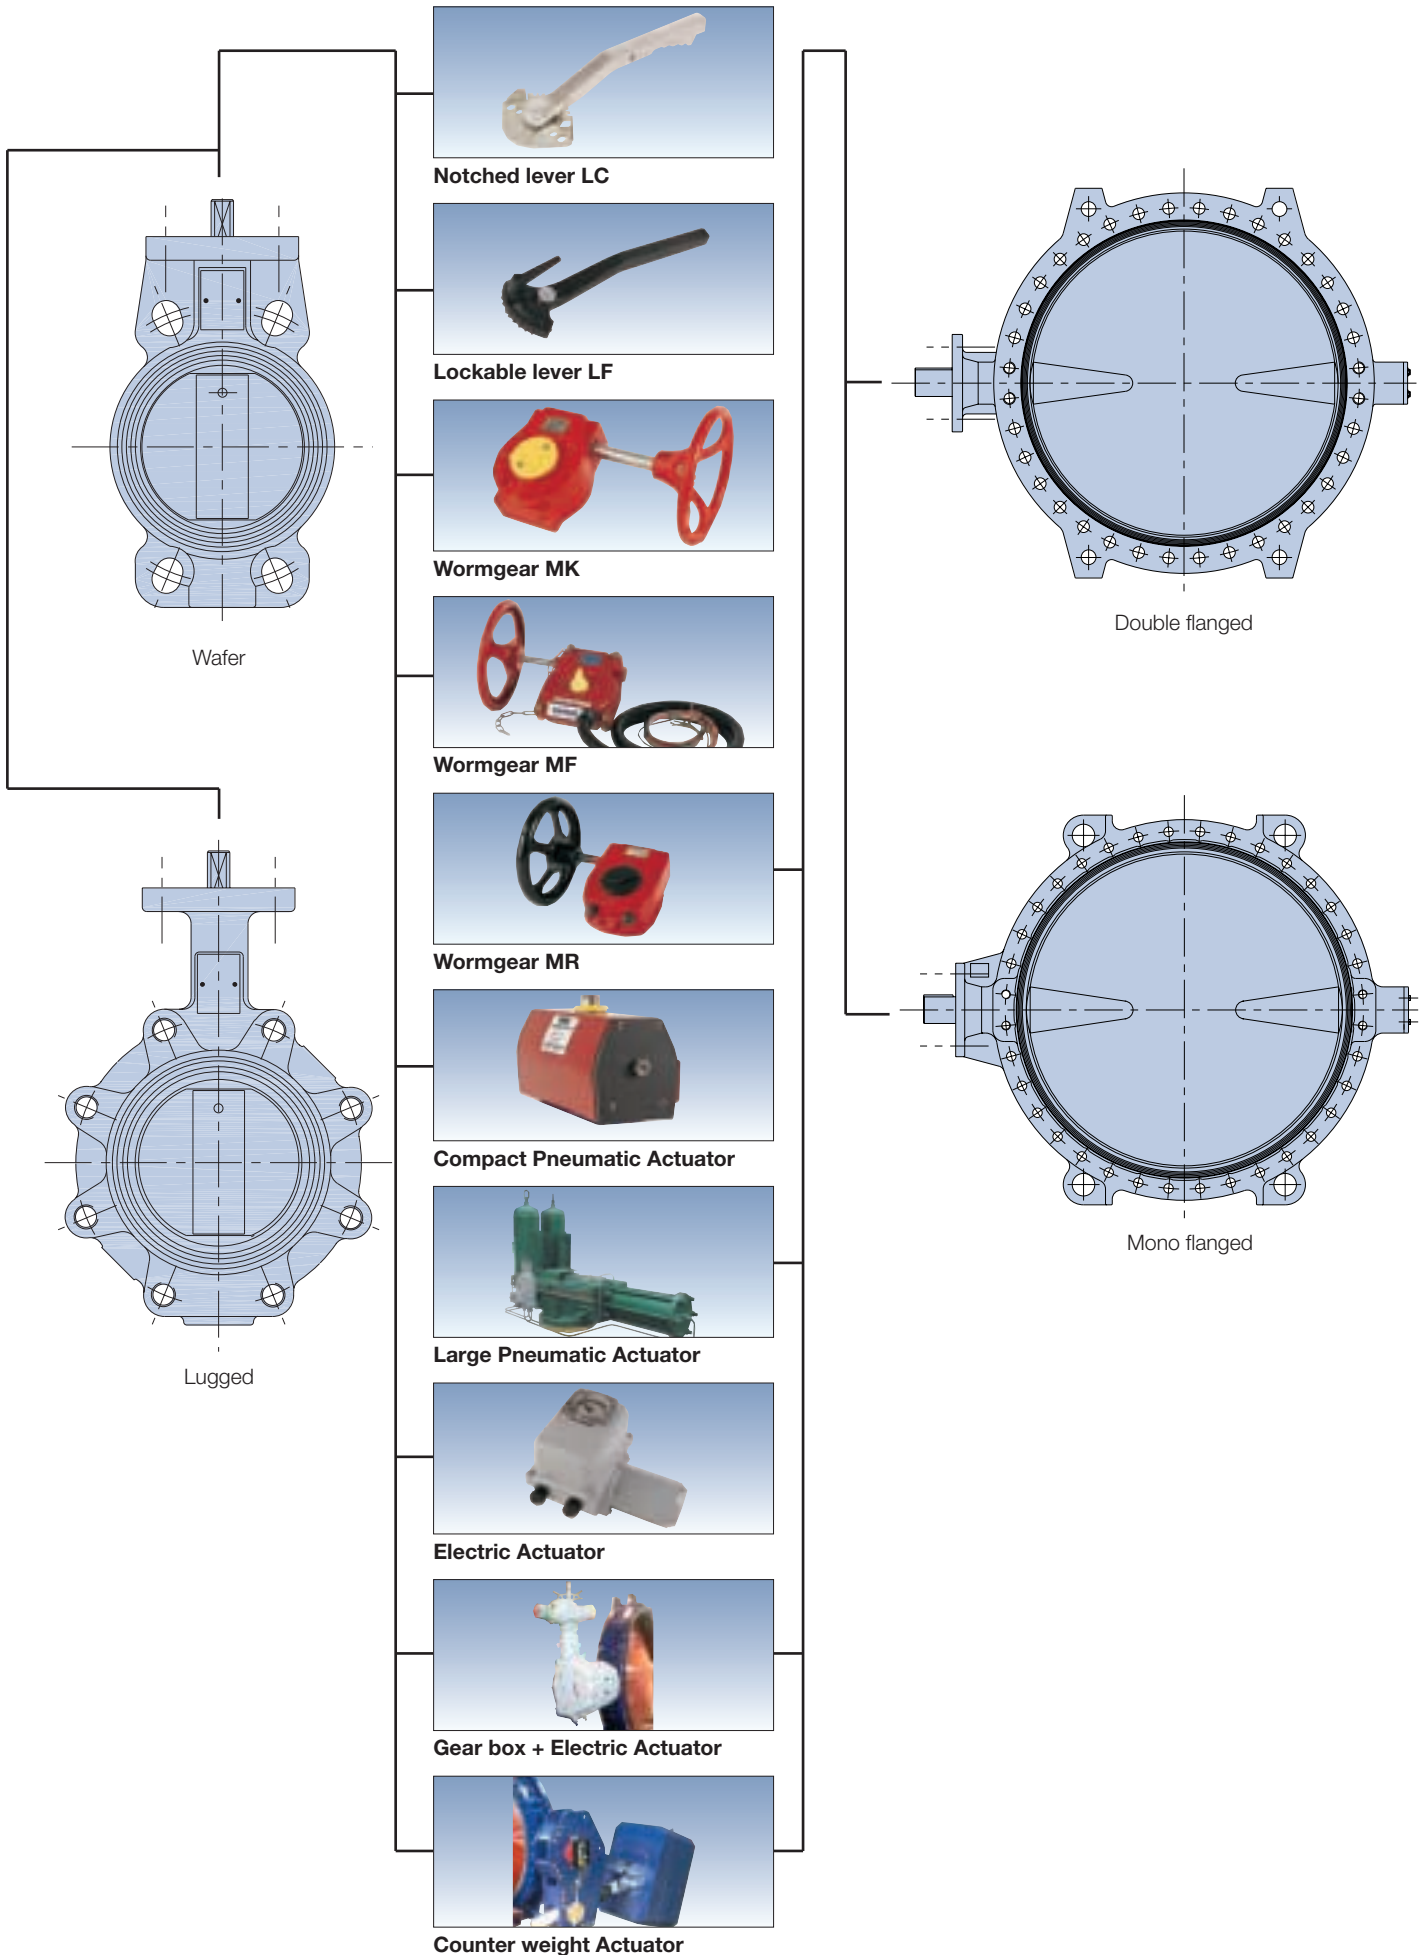 Notched lever LC
Lockable lever LF
Wormgear MK
Wormgear MF
Wormgear MR
Compact Pneumatic Actuator
Large Pneumatic Actuator
Electric Actuator
Gear box + Electric Actuator
Counter weight Actuator
Wafer
Lugged
Double flanged
Mono flanged